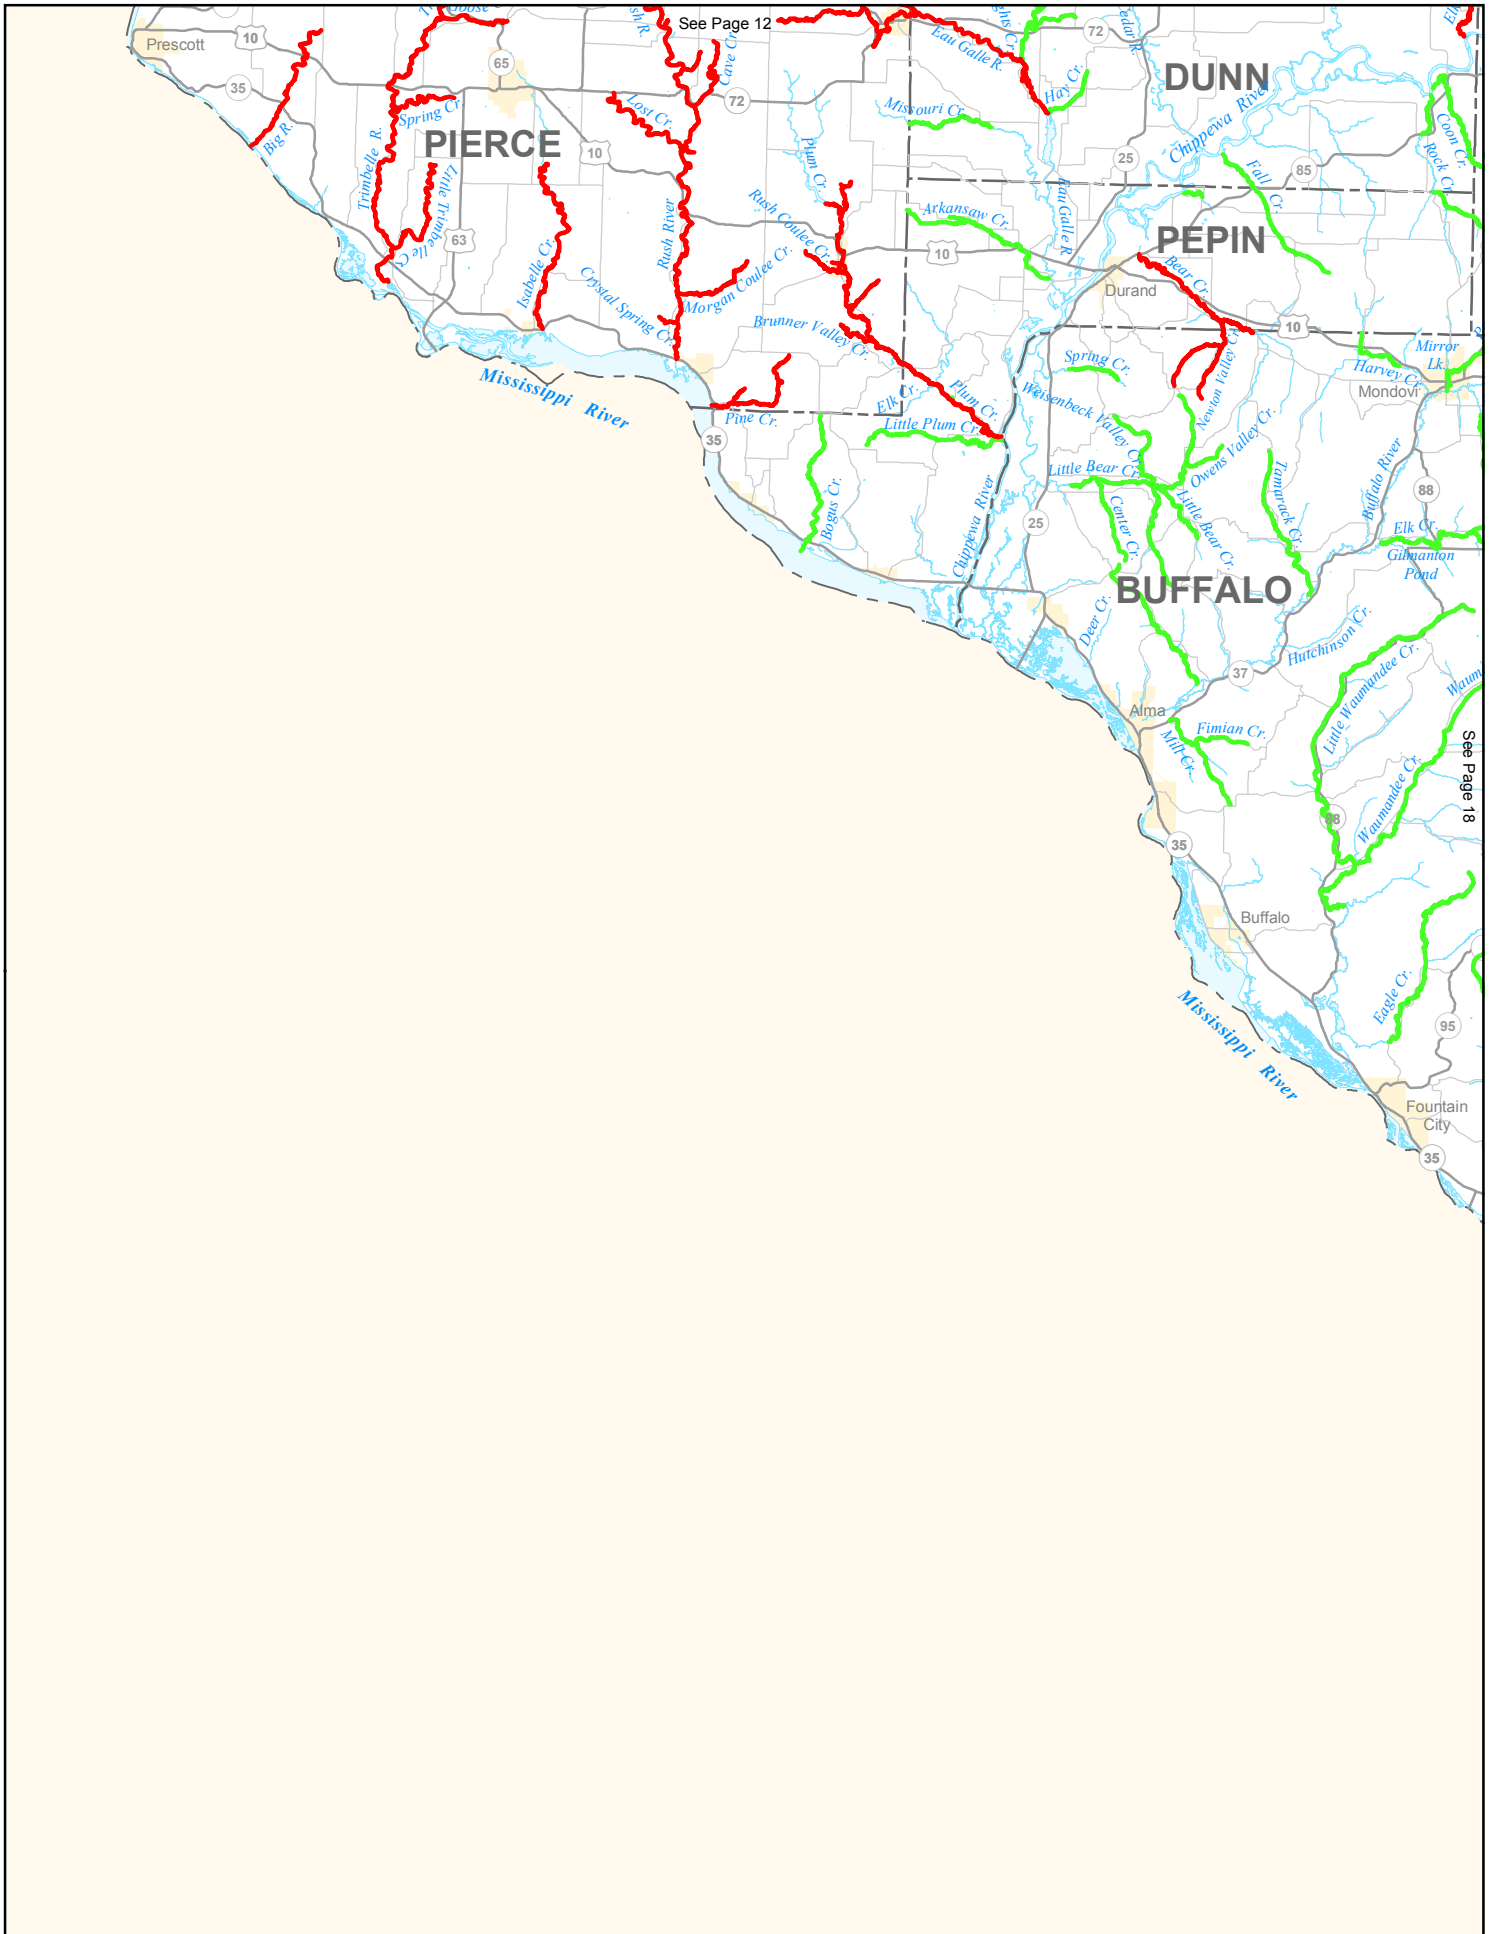 See Page 12
Goose
Prescott
10
35
65
72
72
DUNN
PIERCE
Big R.
Trimbelle R.
Spring Cr.
Little Trimbelle Cr.
63
Isabelle Cr.
Lost Cr.
10
Cave Cr.
Rush River
Crystal Spring Cr.
Morgan Coulee Cr.
Rush Coulee Cr.
Plum Cr.
Brunner Valley Cr.
Eau Galle R.
Hay Cr.
Missouri Cr.
Chippewa River
25
Fall Cr.
85
Coon Cr.
Rock Cr.
Arkansaw Cr.
Eau Galle R.
10
PEPIN
Durand
Bear Cr.
10
Mirror
Lk.
Harvey Cr.
Mondovi
Spring Cr.
Newton Valley Cr.
Weisenbeck Valley Cr.
Owens Valley Cr.
Elk Cr.
Plum Cr.
Little Plum Cr.
Pine Cr.
35
Mississippi River
Bogus Cr.
Chippewa River
Little Bear Cr.
25
Center Cr.
Little Bear Cr.
Tamarack Cr.
Buffalo River
88
Elk Cr.
Gilmanton
Pond
BUFFALO
Deer Cr.
Hutchinson Cr.
37
Little Waumandee Cr.
Alma
Fimian Cr.
Mill Cr.
See Page 18
Waumandee Cr.
88
35
Buffalo
Eagle Cr.
95
Mississippi River
Fountain
City
35